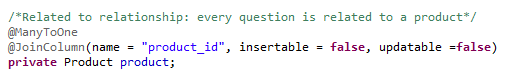 /*Related to relationship: every question is related to a product*/
@ManyToOne
@JoinColumn(name = "product_id", insertable = false, updatable =false)
private Product product;